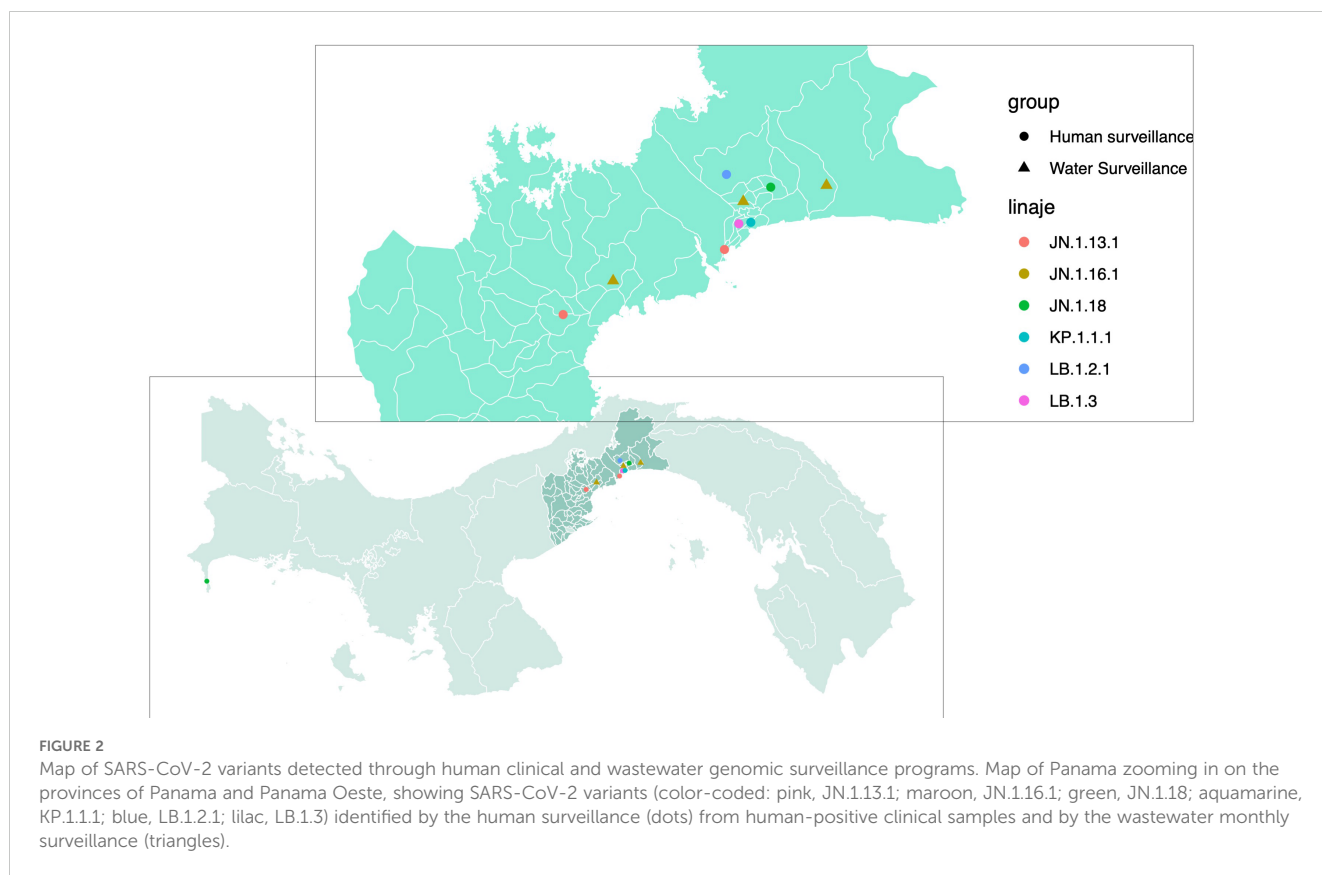 group
Human surveillance
Water Surveillance
linaje
JN.1.13.1
JN.1.16.1
JN.1.18
KP.1.1.1
LB.1.2.1
LB.1.3
FIGURE 2
Map of SARS-CoV-2 variants detected through human clinical and wastewater genomic surveillance programs. Map of Panama zooming in on the
provinces of Panama and Panama Oeste, showing SARS-CoV-2 variants (color-coded: pink, JN.1.13.1; maroon, JN.1.16.1; green, JN.1.18; aquamarine,
KP.1.1.1; blue, LB.1.2.1; lilac, LB.1.3) identified by the human surveillance (dots) from human-positive clinical samples and by the wastewater monthly
surveillance (triangles).